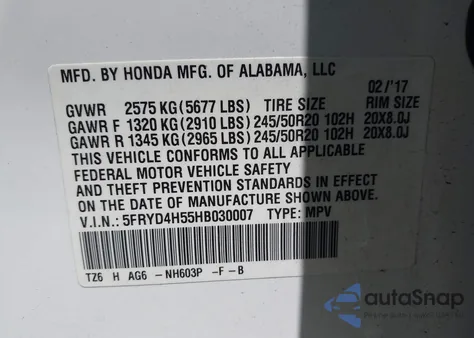 MFD. BY HONDA MFG. OF ALABAMA, LLC
02/'17
GVWR 2575 KG(5677 LBS) TIRE SIZE RIM SIZE
GAWR F 1320 KG(2910 LBS)245/50R20 102H 20X8.0J
GAWR R 1345 KG(2965 LBS)245/50R20 102H 20X8.0J
THIS VEHICLE CONFORMS TO ALL APPLICABLE
FEDERAL MOTOR VEHICLE SAFETY
AND THEFT PREVENTION STANDARDS IN EFFECT
ON THE DATE OF MANUFACTURE SHOWN ABOVE.
V.I.N.: 5FRYD4H55HB030007 TYPE: MPV
TZ6 H AG6 -NH603P -F -B
autoSnap